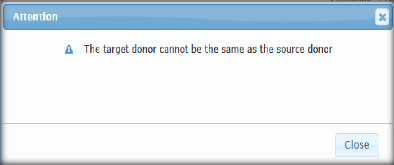 Attention
The target donor cannot be the same as the source donor
Close